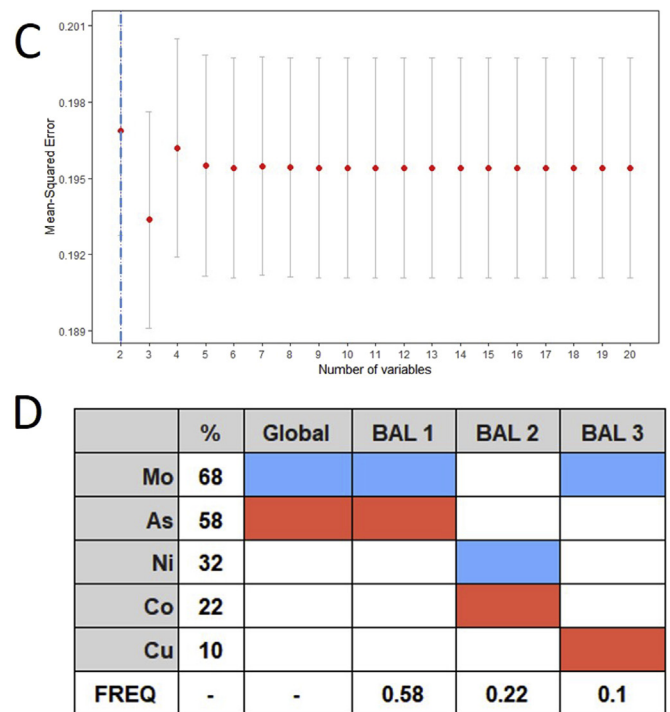 C
0.201
0.198
0.195
0.192
0.189
Mean-Squared Error
2 3 4 5 6 7 8 9 10 11 12 13 14 15 16 17 18 19 20
Number of variables
D
% Global BAL 1 BAL 2 BAL 3
Mo 68
As 58
Ni 32
Co 22
Cu 10
FREQ - - 0.58 0.22 0.1